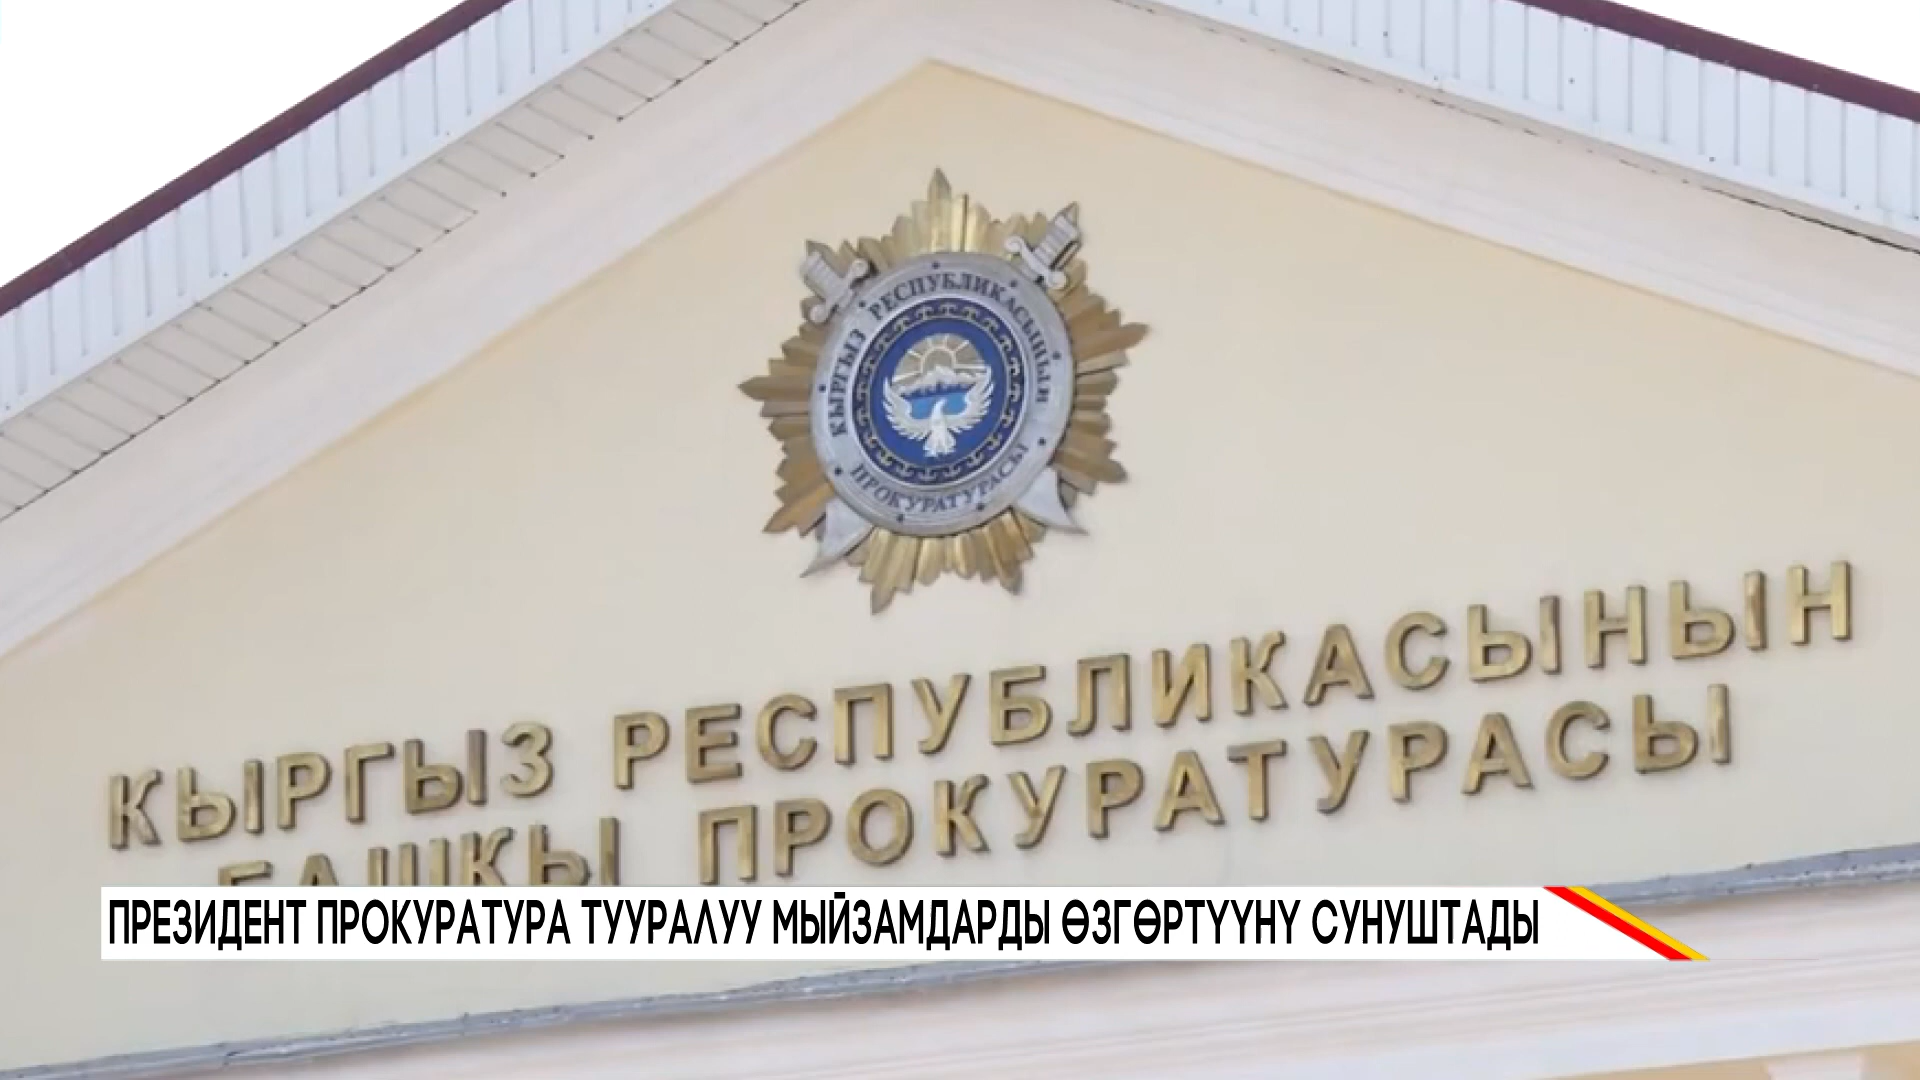 КЫРГЫЗ РЕСПУБЛИКАСЫНЫН
ПРОКУРАТУРАСЫ
КЫРГЫЗ РЕСПУБЛИКАСЫНЫН
БАШКЫ ПРОКУРАТУРАСЫ
ПРЕЗИДЕНТ ПРОКУРАТУРА ТУУРАЛУУ МЫЙЗАМДАРДЫ ӨЗГӨРТҮҮНҮ СУНУШТАДЫ